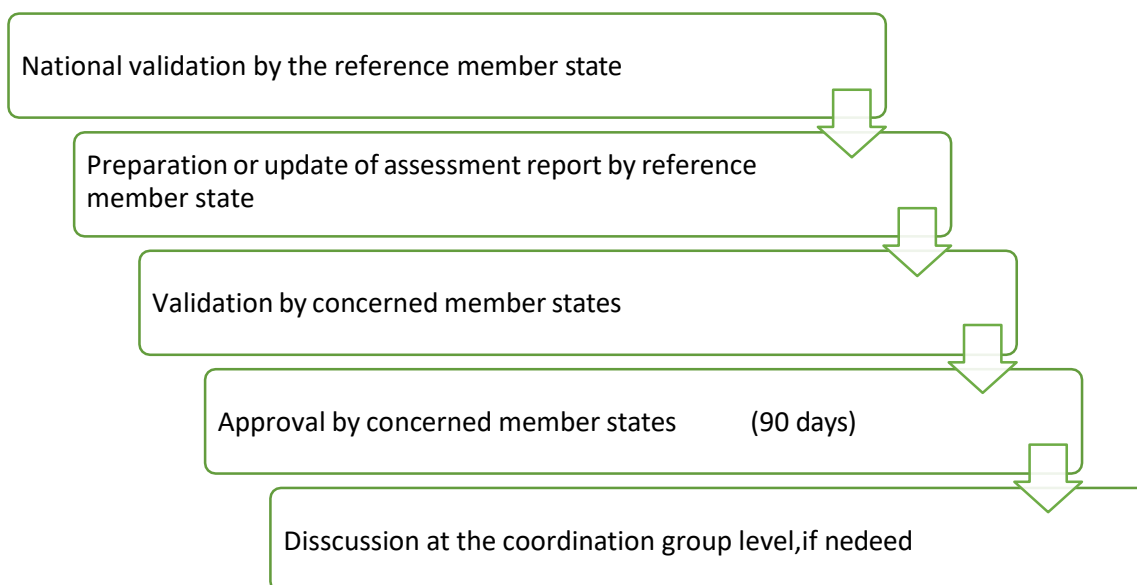 National validation by the reference member state
Preparation or update of assessment report by reference
member state
Validation by concerned member states
Approval by concerned member states (90 days)
Disscussion at the coordination group level,if nedeed